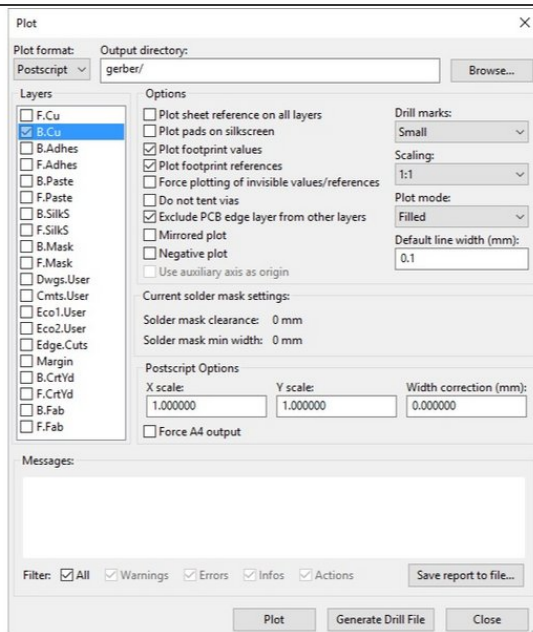 Plot
Plot format:
Output directory:
Postscript
gerber/
Browse...
Layers
F.Cu
B.Cu
B.Adhes
F.Adhes
B.Paste
F.Paste
B.SilkS
F.SilkS
B.Mask
F.Mask
Dwgs.User
Cmts.User
Eco1.User
Eco2.User
Edge.Cuts
Margin
B.CrtYd
F.CrtYd
B.Fab
F.Fab
Options
Plot sheet reference on all layers
Plot pads on silkscreen
Plot footprint values
Plot footprint references
Force plotting of invisible values/references
Do not tent vias
Exclude PCB edge layer from other layers
Mirrored plot
Negative plot
Use auxiliary axis as origin
Drill marks:
Small
Scaling:
1:1
Plot mode:
Filled
Default line width (mm):
0.1
Current solder mask settings:
Solder mask clearance: 0 mm
Solder mask min width: 0 mm
Postscript Options
X scale:
Y scale:
Width correction (mm):
1.000000
1.000000
0.000000
Force A4 output
Messages:
Filter: All Warnings Errors Infos Actions
Save report to file...
Plot
Generate Drill File
Close